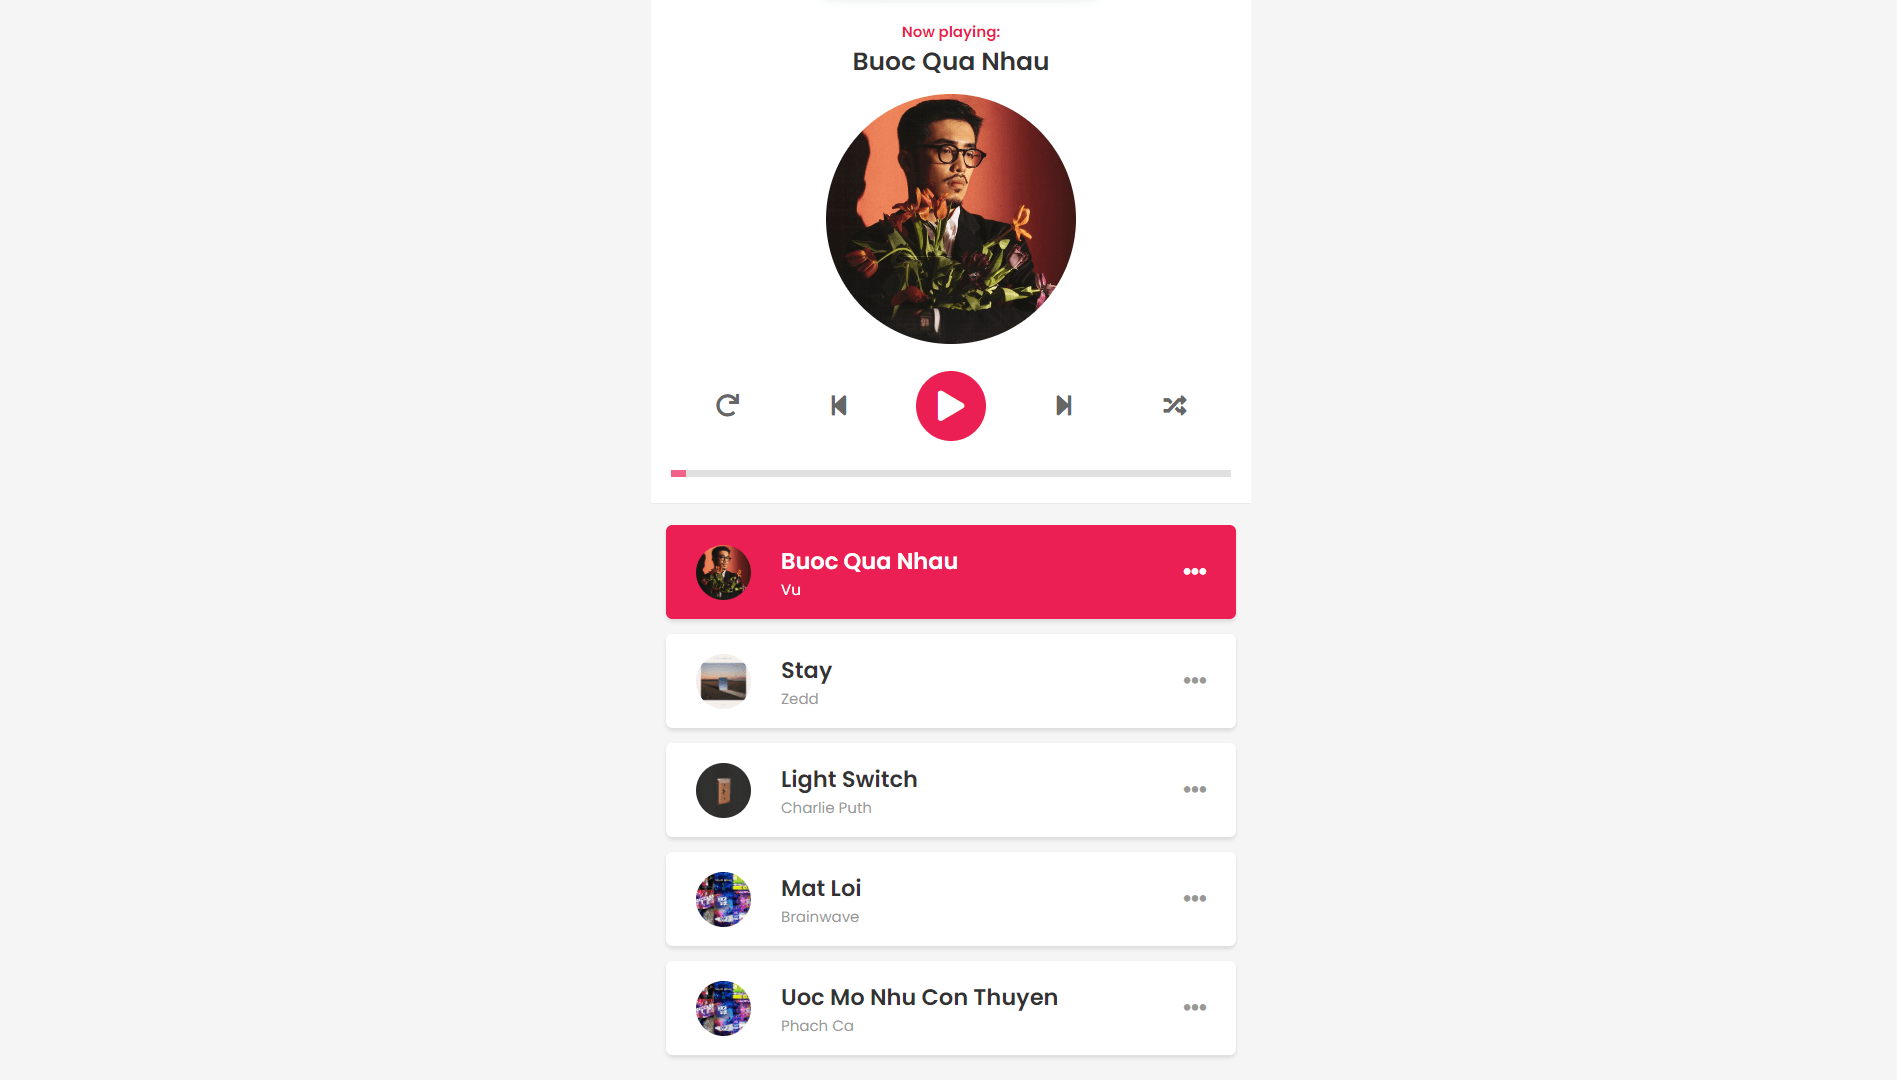 Now playing:
Buoc Qua Nhau
Buoc Qua Nhau
Vu
Stay
Zedd
Light Switch
Charlie Puth
Mat Loi
Brainwave
Uoc Mo Nhu Con Thuyen
Phach Ca